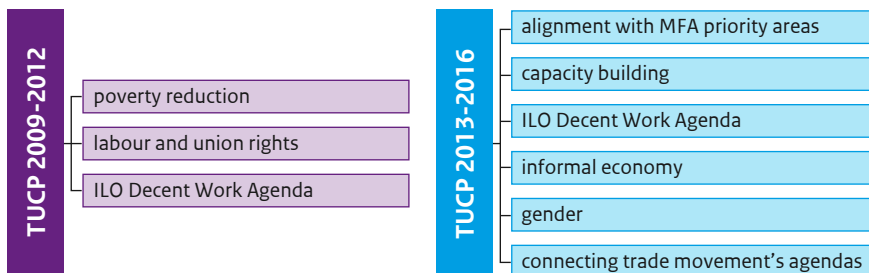 TUCP 2009-2012
poverty reduction
labour and union rights
ILO Decent Work Agenda
TUCP 2013-2016
alignment with MFA priority areas
capacity building
ILO Decent Work Agenda
informal economy
gender
connecting trade movement's agendas